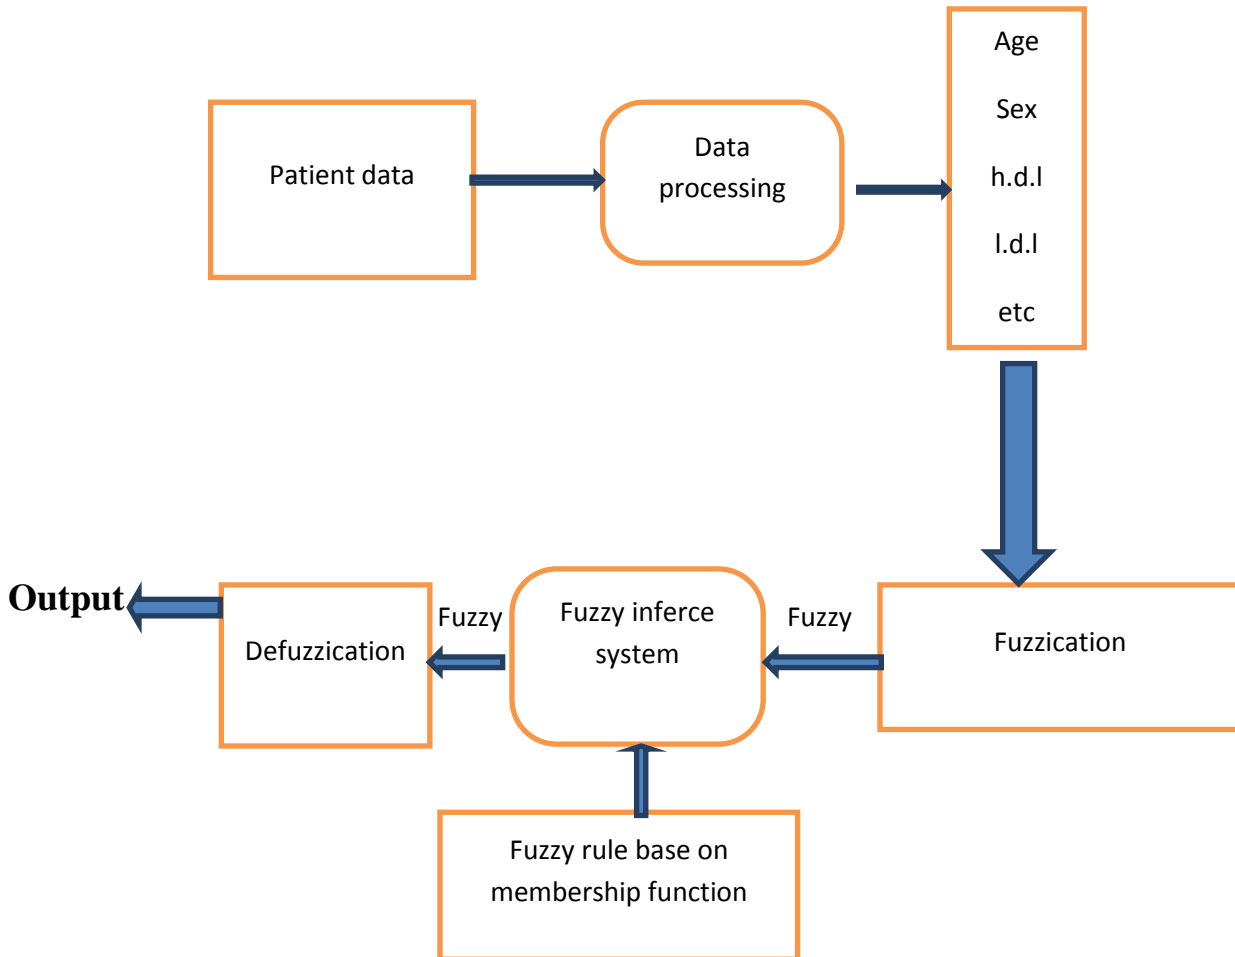 Patient data
Data
processing
Age
Sex
h.d.l
l.d.l
etc
Fuzzication
Fuzzy
Fuzzy inferce
system
Fuzzy
Defuzzication
Output
Fuzzy rule base on
membership function